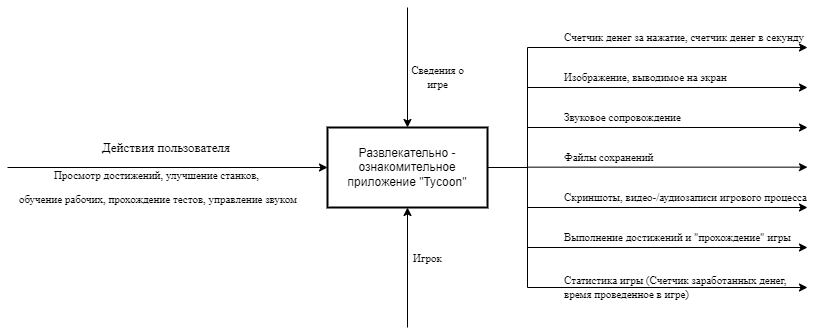 Сведения о
игре
Действия пользователя
Просмотр достижений, улучшение станков,
обучение рабочих, прохождение тестов, управление звуком
Развлекательно -
ознакомительное
приложение "Tycoon"
Игрок
Счетчик денег за нажатие, счетчик денег в секунду
Изображение, выводимое на экран
Звуковое сопровождение
Файлы сохранений
Скриншоты, видео-/аудиозаписи игрового процесса
Выполнение достижений и "прохождение" игры
Статистика игры (Счетчик заработанных денег,
время проведенное в игре)